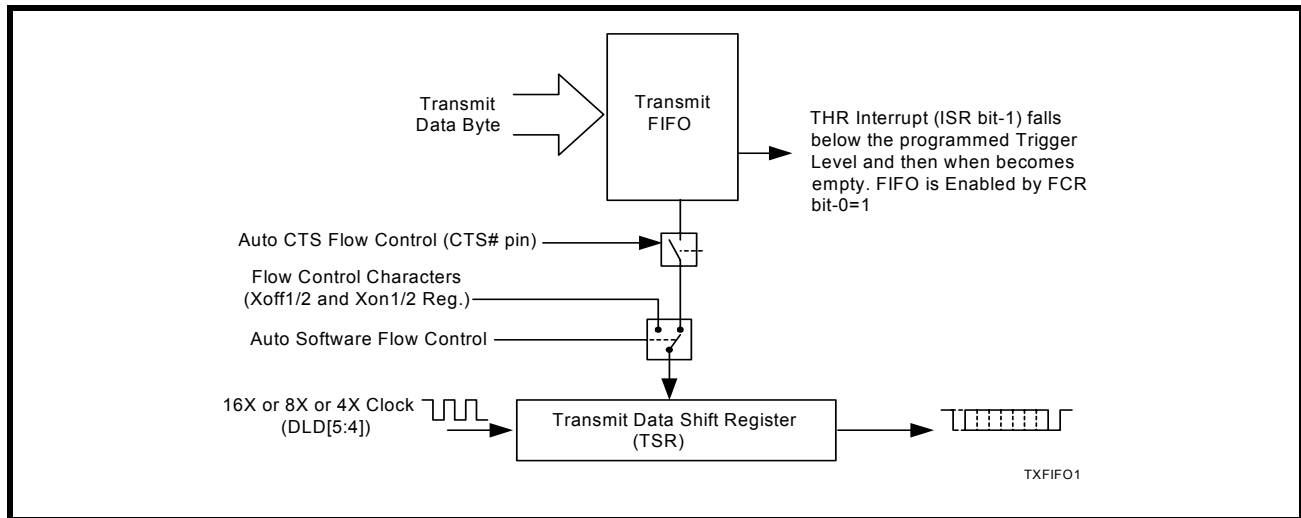 Transmit
Data Byte
Transmit
FIFO
THR Interrupt (ISR bit-1) falls
below the programmed Trigger
Level and then when becomes
empty. FIFO is Enabled by FCR
bit-0=1
Auto CTS Flow Control (CTS# pin)
Flow Control Characters
(Xoff1/2 and Xon1/2 Reg.)
Auto Software Flow Control
16X or 8X or 4X Clock
(DLD[5:4])
Transmit Data Shift Register
(TSR)
TXFIFO1